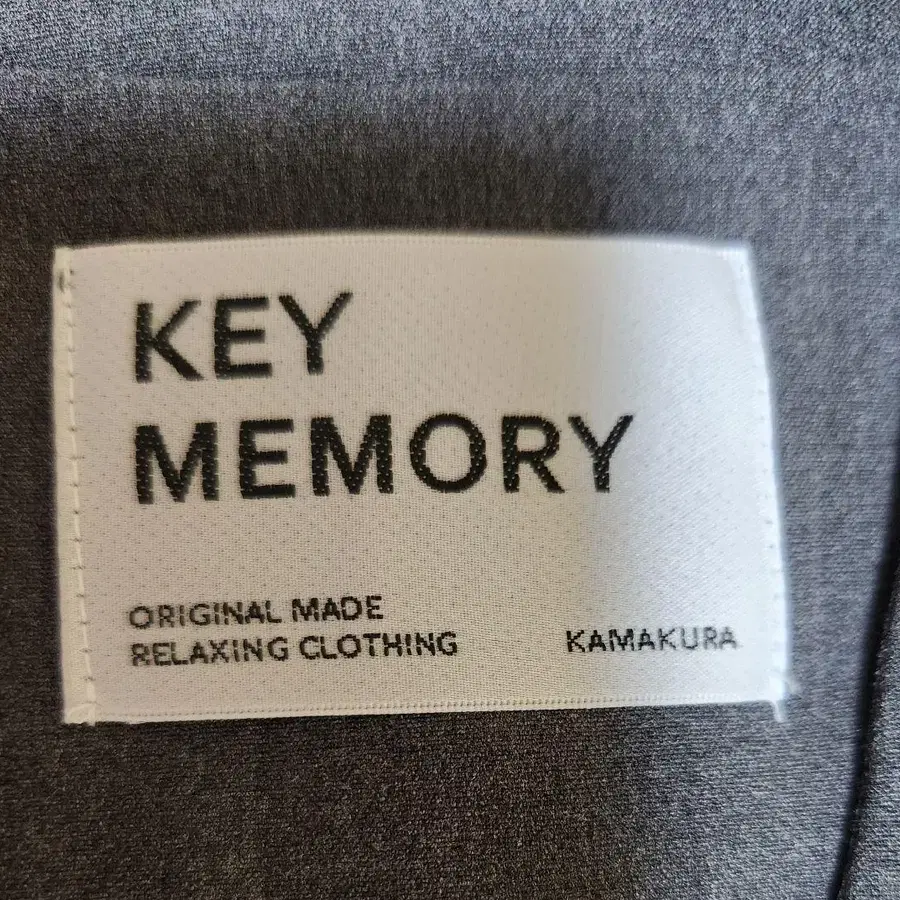 KEY
MEMORY
ORIGINAL MADE
RELAXING CLOTHING
KAMAKURA